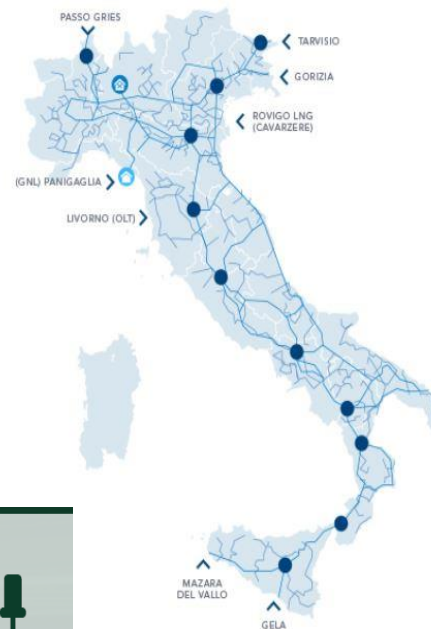 PASSO GRIES
TARVISIO
GORIZIA
ROVIGO LNG
(CAVARZERE)
(GNL) PANIGAGLIA
LIVORNO (OLT)
MAZARA
DEL VALLO
GELA